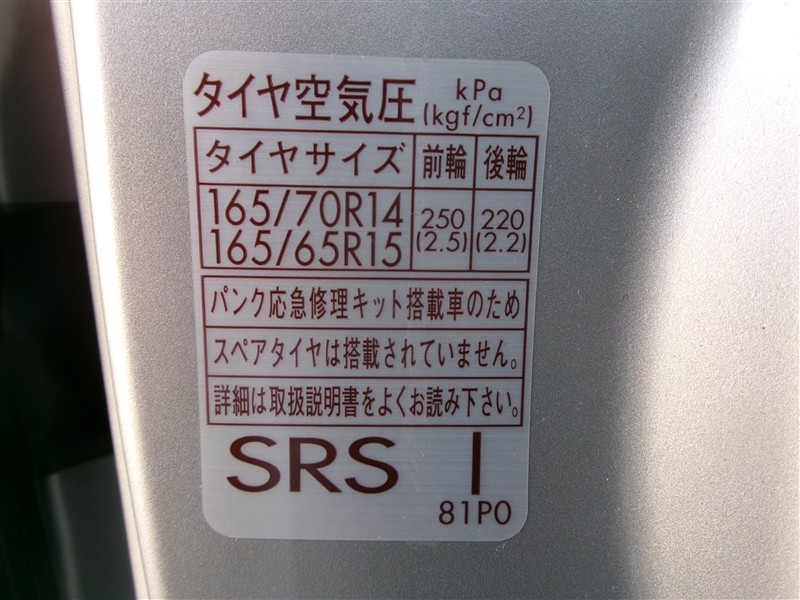 タイヤ空気圧 kPa (kgf/cm²)
タイヤサイズ 前輪 後輪
165/70R14 250 220
165/65R15 (2.5) (2.2)
パンク応急修理キット搭載車のため
スペアタイヤは搭載されていません。
詳細は取扱説明書をよくお読み下さい。
SRS I
81P0